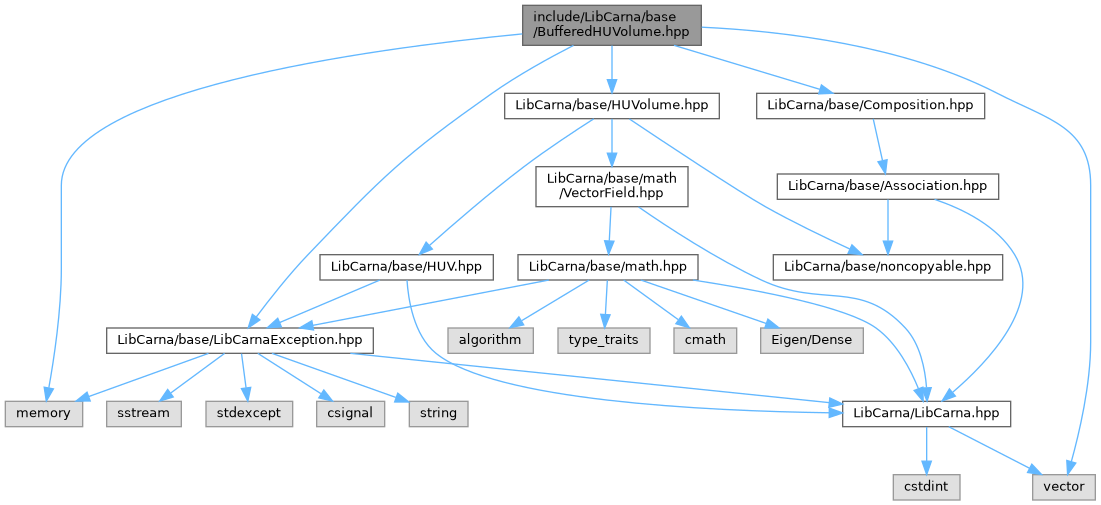 include/LibCarna/base
/BufferedHUVolume.hpp
LibCarna/base/HUVolume.hpp
LibCarna/base/Composition.hpp
LibCarna/base/math
/VectorField.hpp
LibCarna/base/Association.hpp
LibCarna/base/HUV.hpp
LibCarna/base/math.hpp
LibCarna/base/noncopyable.hpp
LibCarna/base/LibCarnaException.hpp
algorithm
type_traits
cmath
Eigen/Dense
memory
sstream
stdexcept
csignal
string
LibCarna/LibCarna.hpp
cstdint
vector